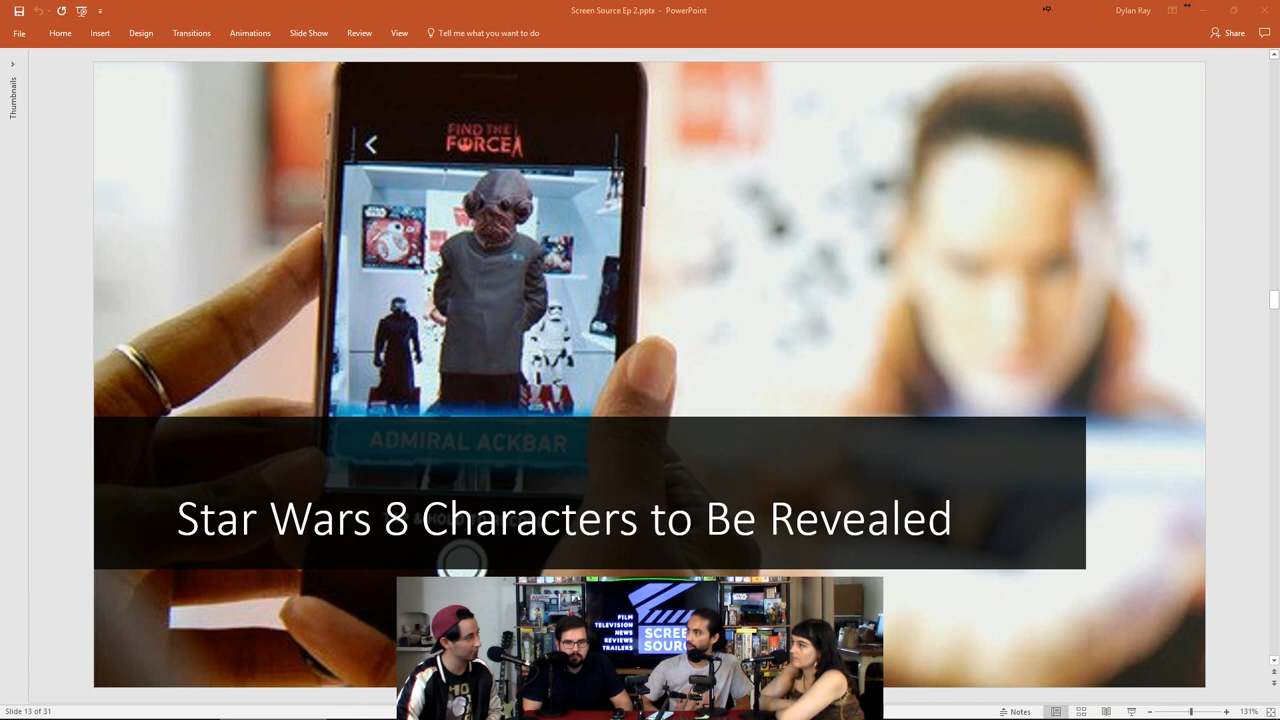 Screen Source Ep 2.pptx - PowerPoint
Dylan Ray
File Home Insert Design Transitions Animations Slide Show Review View Tell me what you want to do Share
Thumbnails
FIND THE
FORCE
ADMIRAL ACKBAR
Star Wars 8 Characters to Be Revealed
FILM
TELEVISION
NEWS
REVIEWS
TRAILERS
SCREEN
SOURC
Slide 13 of 31
Notes
131%